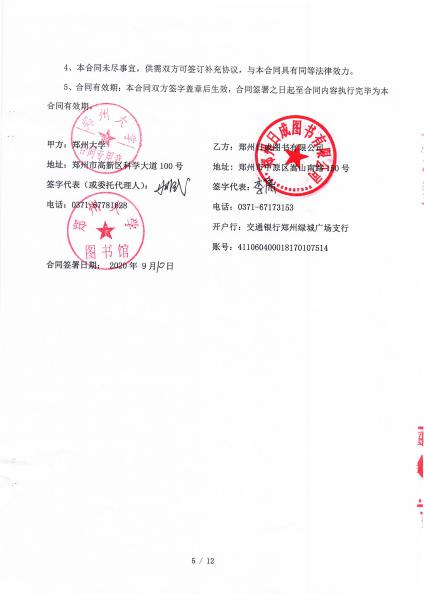 4、本合同未尽事宜，供需双方可签订补充协议，与本合同具有同等法律效力。
5、合同有效期：本合同双方签字盖章后生效，合同签署之日起至合同内容执行完毕为本
合同有效期。
甲方：郑州大学
地址：郑州市高新区科学大道 100 号
签字代表（或委托代理人）：
电话：0371-67781628
郑州大学
合同专用章
郑州大学
图书馆
合同签署日期： 2020 年 9 月10日
乙方：郑州日成图书有限公司
地址：郑州市中原区嵩山南路 150 号
签字代表：
电话：0371-67173153
开户行：交通银行郑州绿城广场支行
账号：411060400018170107514
郑州日成图书有限公司
5 / 12